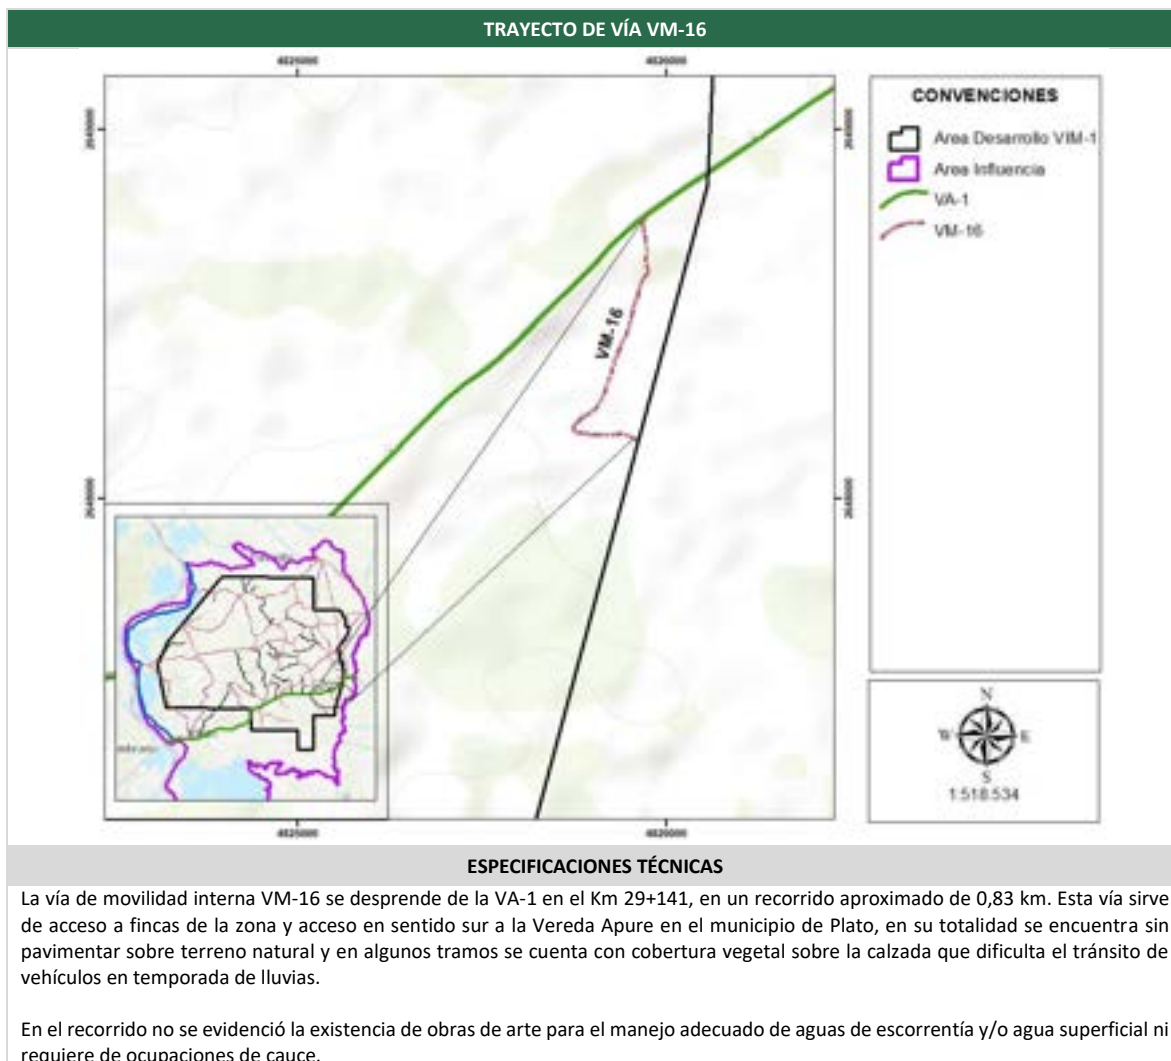 TRAYECTO DE VÍA VM-16
CONVENCIONES
Area Desarrollo VIM-1
Area Influencia
VA-1
VM-16
VM-16
N
W
E
S
1:518.534
ESPECIFICACIONES TÉCNICAS
La vía de movilidad interna VM-16 se desprende de la VA-1 en el Km 29+141, en un recorrido aproximado de 0,83 km. Esta vía sirve
de acceso a fincas de la zona y acceso en sentido sur a la Vereda Apure en el municipio de Plato, en su totalidad se encuentra sin
pavimentar sobre terreno natural y en algunos tramos se cuenta con cobertura vegetal sobre la calzada que dificulta el tránsito de
vehículos en temporada de lluvias.
En el recorrido no se evidenció la existencia de obras de arte para el manejo adecuado de aguas de escorrentía y/o agua superficial ni
requiere de ocupaciones de cauce.